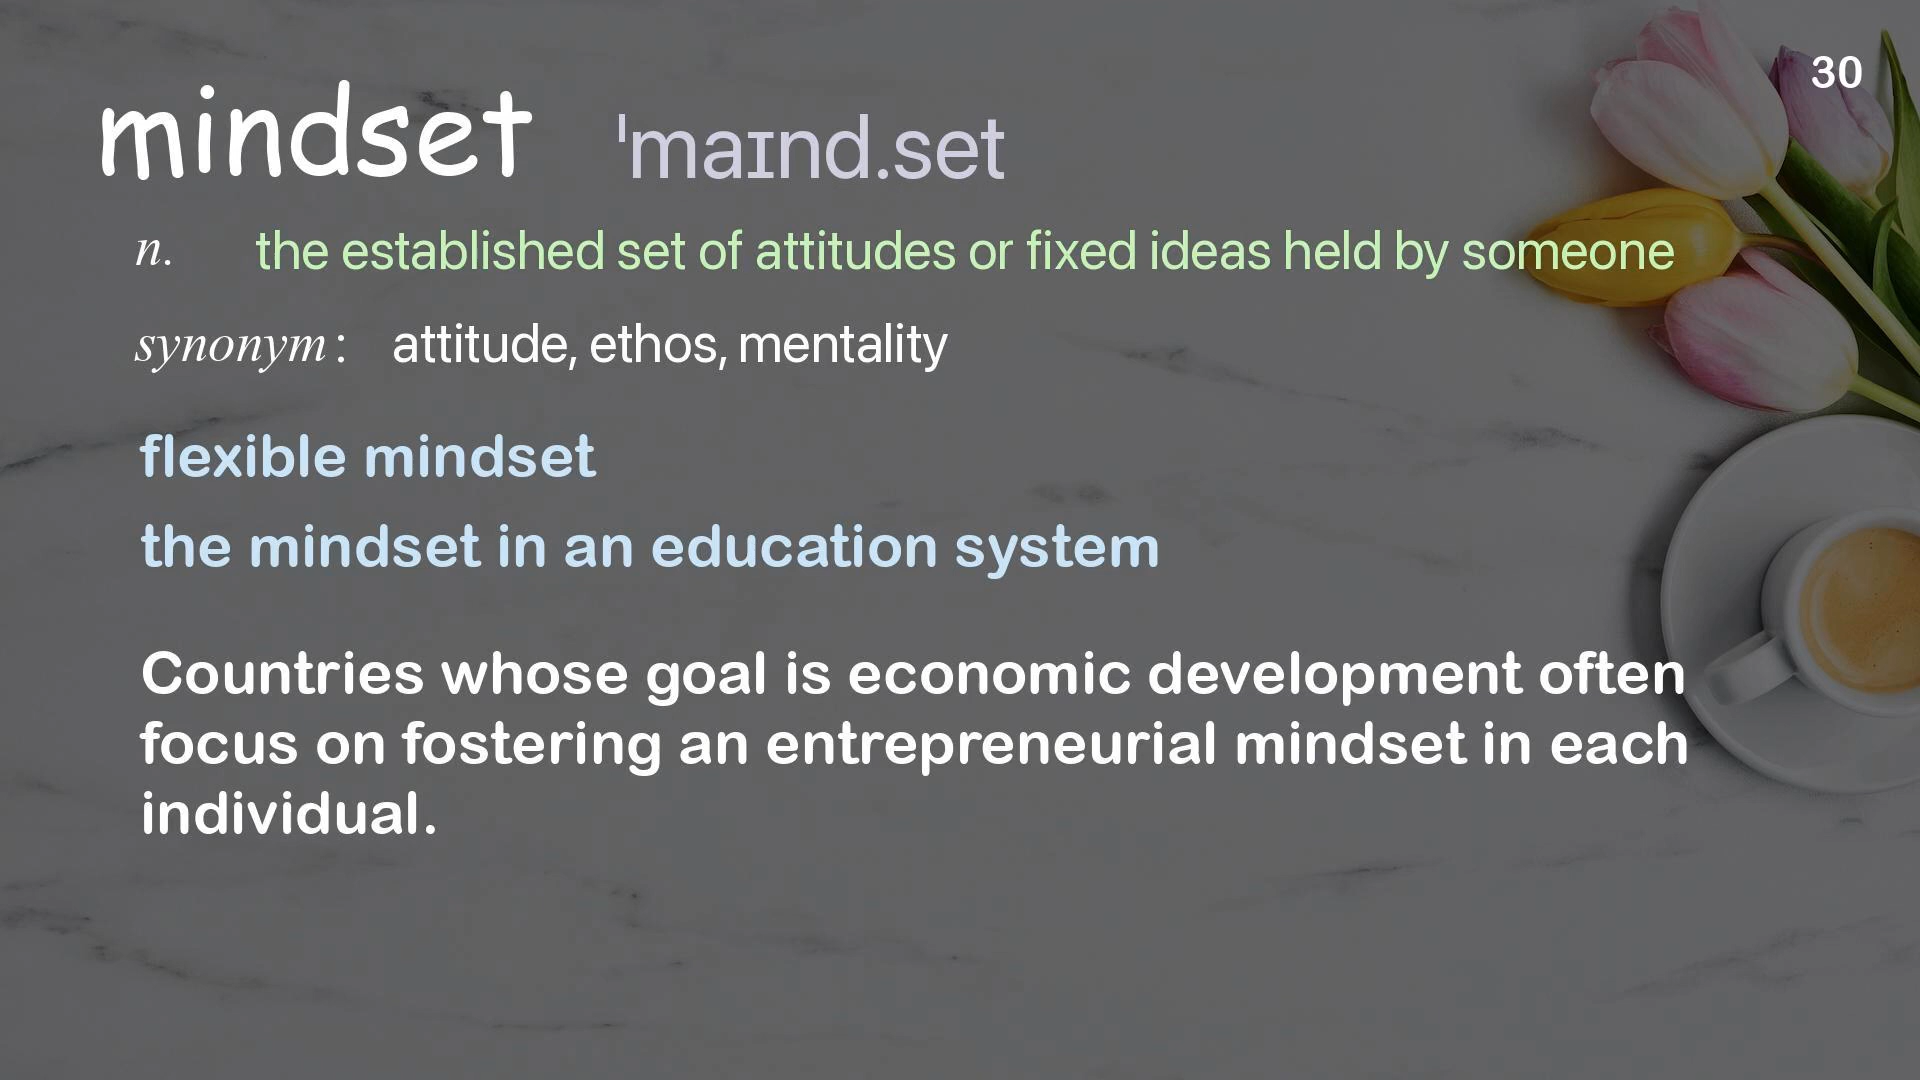 30
mindset ˈmaɪnd.set
n. the established set of attitudes or fixed ideas held by someone
synonym: attitude, ethos, mentality
flexible mindset
the mindset in an education system
Countries whose goal is economic development often
focus on fostering an entrepreneurial mindset in each
individual.